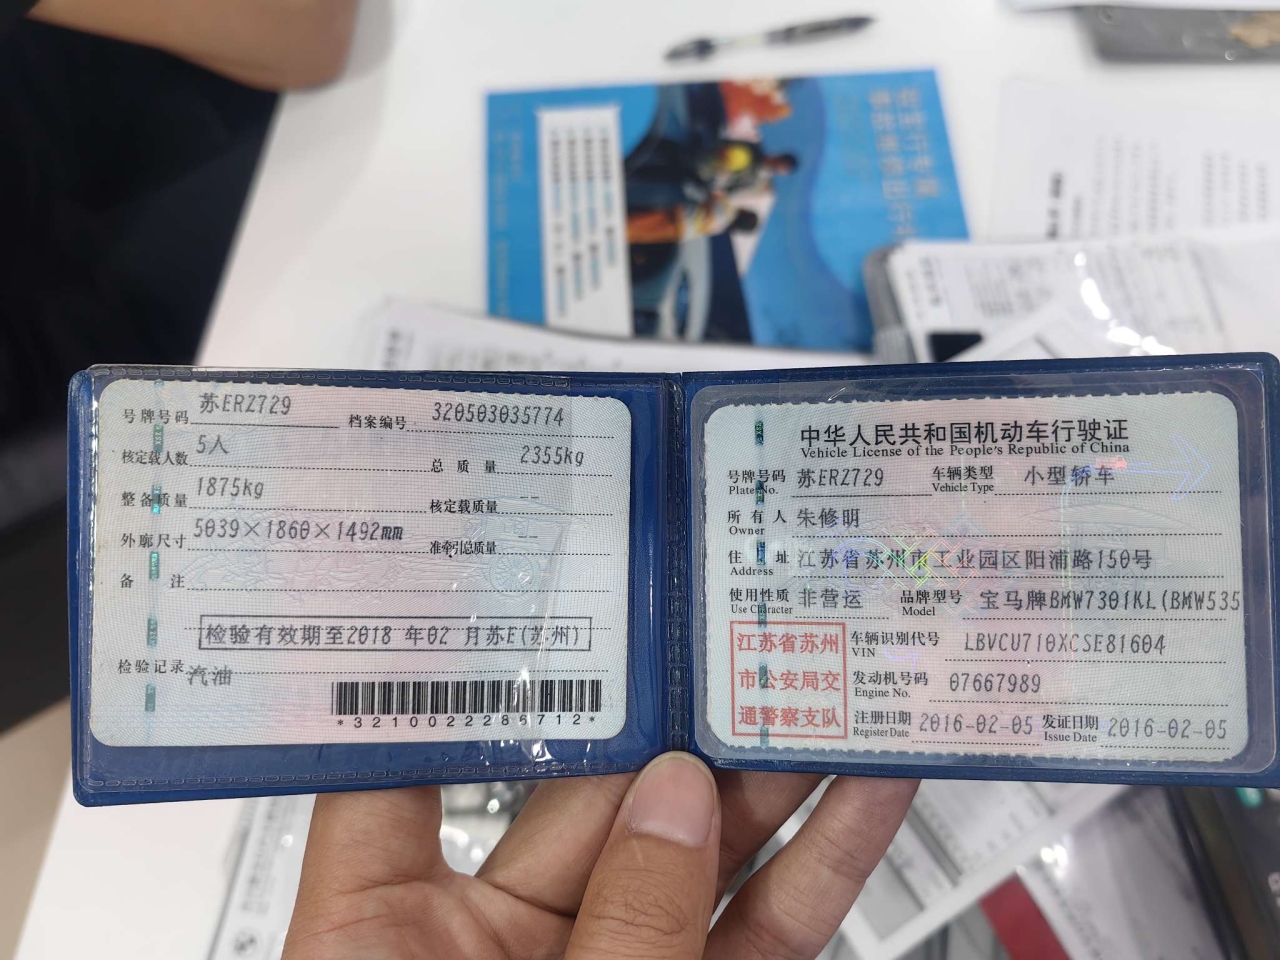 号牌号码 苏ERZ729 档案编号 320503035774
核定载人数 5人 总质量 2355kg
整备质量 1875kg 核定载质量 --
外廓尺寸 5039×1860×1492mm 准牵引总质量 --
备注
检验有效期至2018 年02 月苏E(苏州)
检验记录 汽油
*3210022286712*
中华人民共和国机动车行驶证
Vehicle License of the People's Republic of China
号牌号码 苏ERZ729 车辆类型 小型轿车
Plate No. Vehicle Type
所有人 朱修明
Owner
住址 江苏省苏州市工业园区阳浦路150号
Address
使用性质 非营运 品牌型号 宝马牌BMW7301KL(BMW535
Use Character Model
江苏省苏州
市公安局交
通警察支队
车辆识别代号 LBVCU710XCSE81604
VIN
发动机号码 07667989
Engine No.
注册日期 2016-02-05 发证日期 2016-02-05
Register Date Issue Date